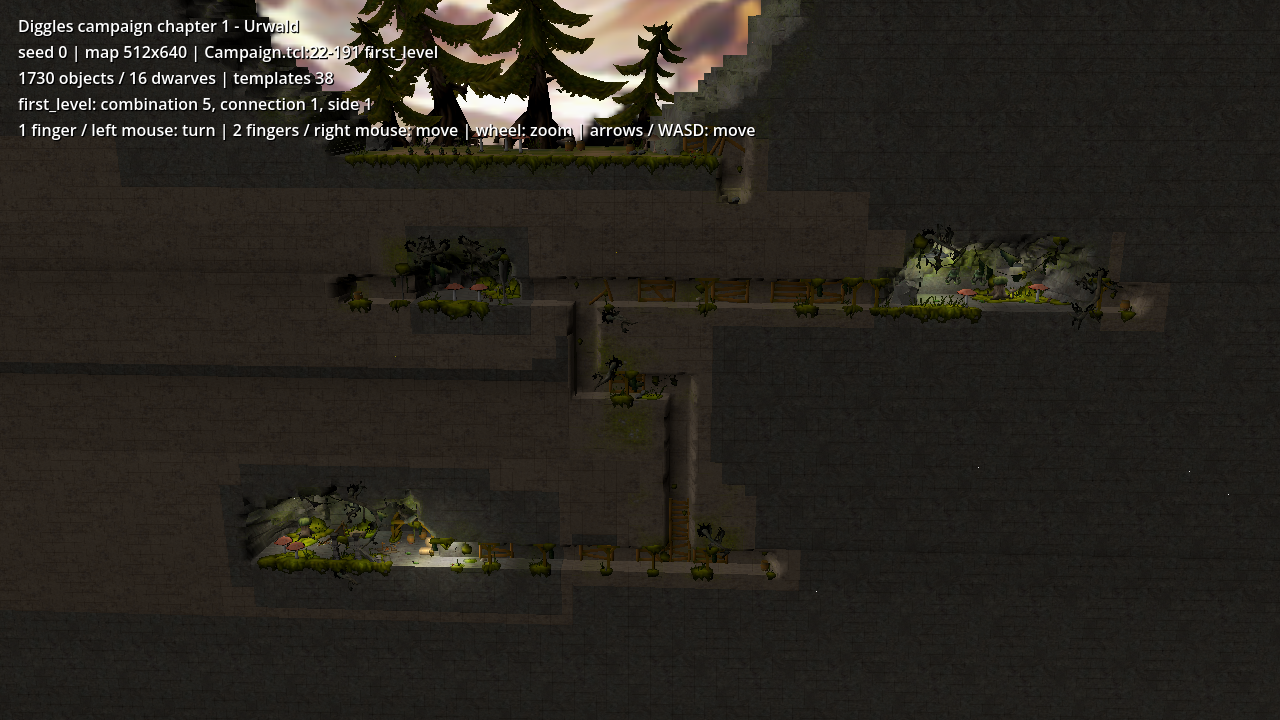 Diggles campaign chapter 1 - Urwald
seed 0 | map 512x640 | Campaign.tcl:22-191 first_level
1730 objects / 16 dwarves | templates 38
first_level: combination 5, connection 1, side 1
1 finger / left mouse: turn | 2 fingers / right mouse: move | wheel: zoom | arrows / WASD: move